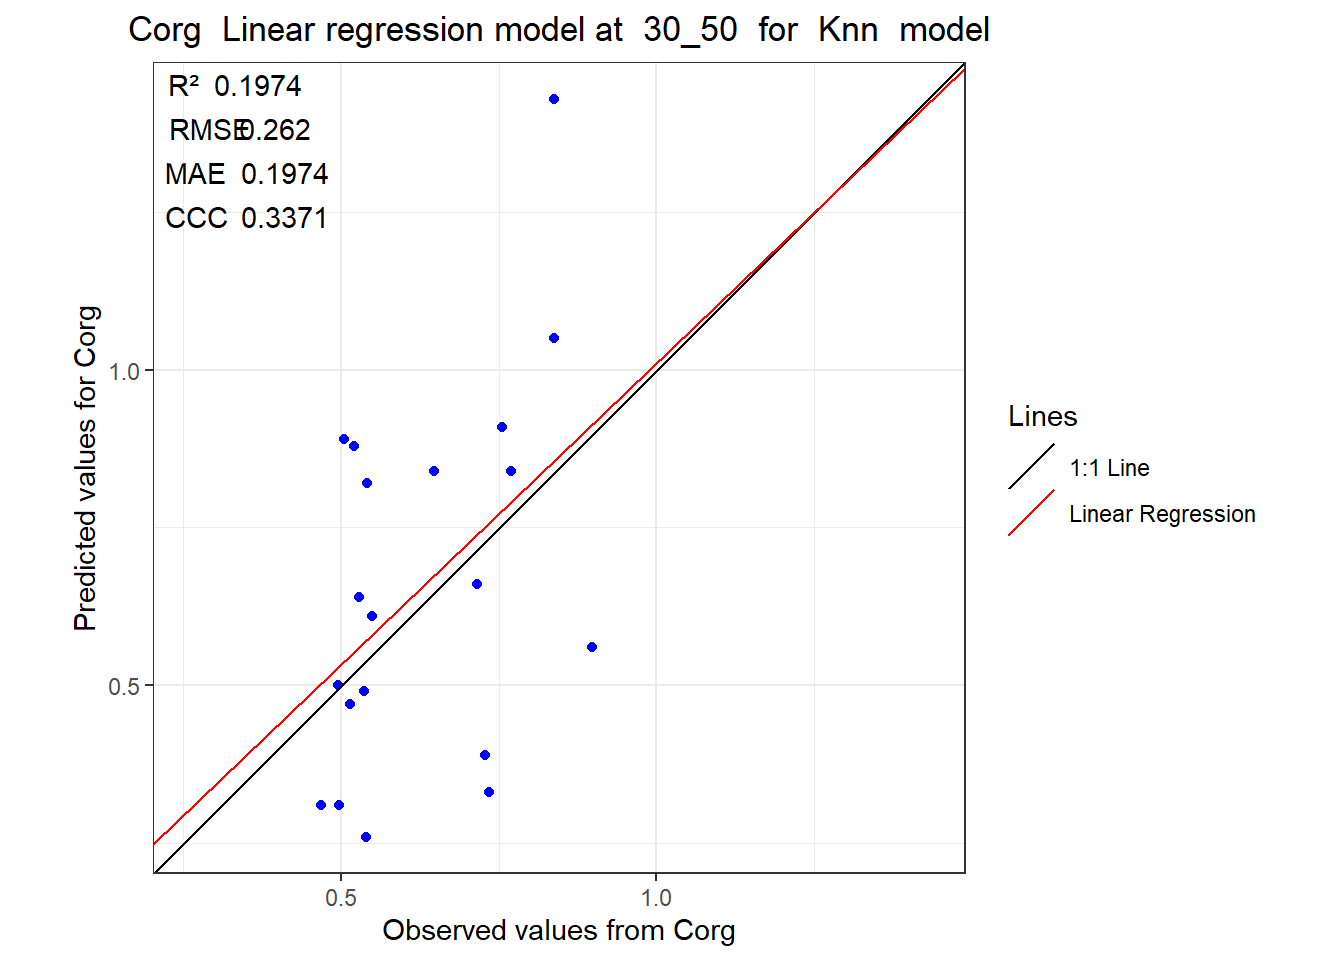 Corg  Linear regression model at  30_50  for  Knn  model
R²  0.1974
RMSE 0.262
MAE  0.1974
CCC  0.3371
Predicted values for Corg
1.0
0.5
0.5
1.0
Observed values from Corg
Lines
1:1 Line
Linear Regression